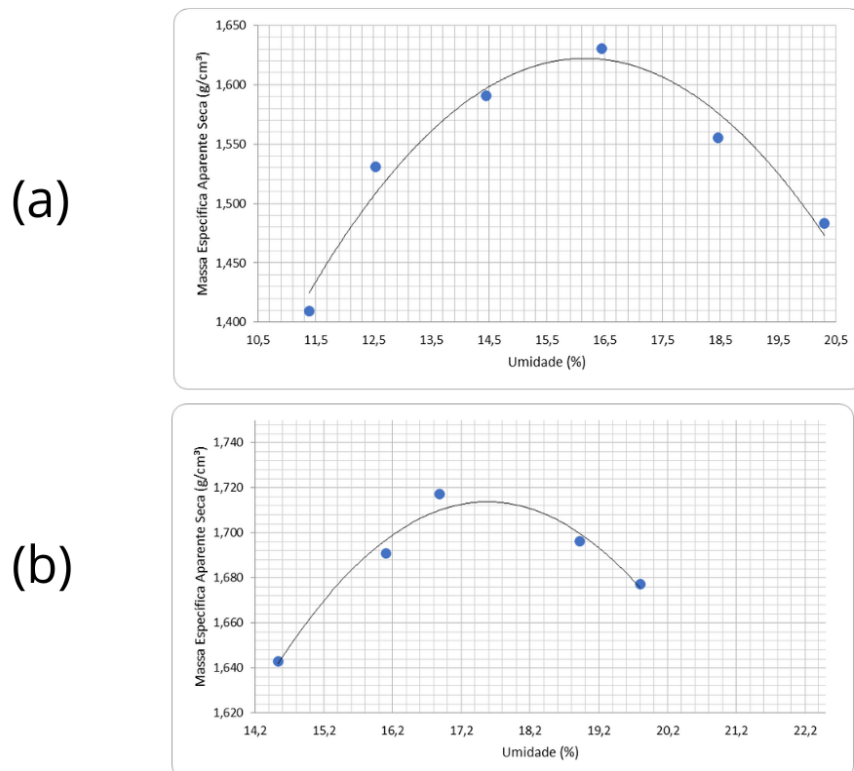 (a)
Massa Específica Aparente Seca (g/cm³)
1,650
1,600
1,550
1,500
1,450
1,400
10,5 11,5 12,5 13,5 14,5 15,5 16,5 17,5 18,5 19,5 20,5
Umidade (%)
(b)
Massa Específica Aparente Seca (g/cm³)
1,740
1,720
1,700
1,680
1,660
1,640
1,620
14,2 15,2 16,2 17,2 18,2 19,2 20,2 21,2 22,2
Umidade (%)